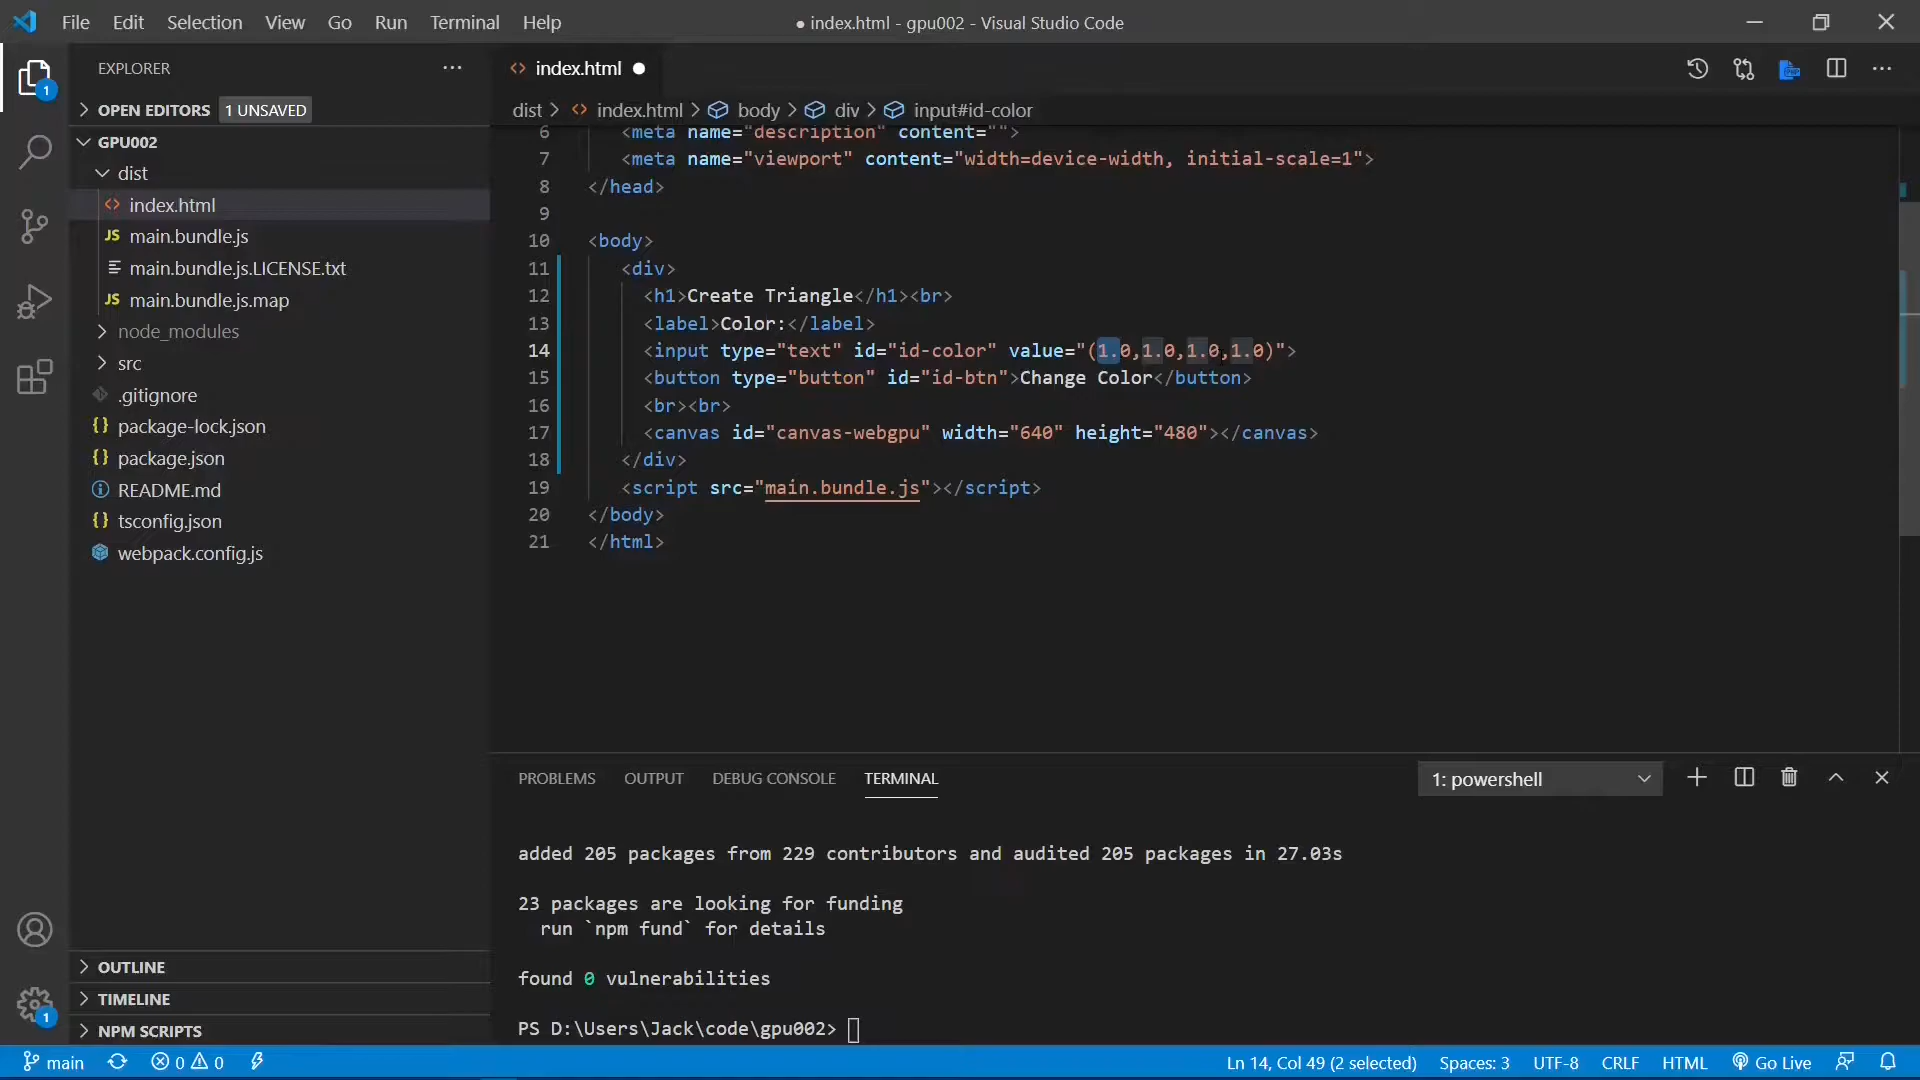 File Edit Selection View Go Run Terminal Help
● index.html - gpu002 - Visual Studio Code
EXPLORER
OPEN EDITORS 1 UNSAVED
GPU002
dist
index.html
JS main.bundle.js
main.bundle.js.LICENSE.txt
JS main.bundle.js.map
node_modules
src
.gitignore
{} package-lock.json
{} package.json
README.md
{} tsconfig.json
webpack.config.js
OUTLINE
TIMELINE
NPM SCRIPTS
1
1
<> index.html ●
dist > <> index.html > body > div > input#id-color
6 <meta name="description" content="">
7 <meta name="viewport" content="width=device-width, initial-scale=1">
8 </head>
9
10 <body>
11 <div>
12 <h1>Create Triangle</h1><br>
13 <label>Color:</label>
14 <input type="text" id="id-color" value="(1.0,1.0,1.0,1.0)">
15 <button type="button" id="id-btn">Change Color</button>
16 <br><br>
17 <canvas id="canvas-webgpu" width="640" height="480"></canvas>
18 </div>
19 <script src="main.bundle.js"></script>
20 </body>
21 </html>
PROBLEMS OUTPUT DEBUG CONSOLE TERMINAL
1: powershell
added 205 packages from 229 contributors and audited 205 packages in 27.03s
23 packages are looking for funding
run `npm fund` for details
found 0 vulnerabilities
PS D:\Users\Jack\code\gpu002>
main 0 0
Ln 14, Col 49 (2 selected) Spaces: 3 UTF-8 CRLF HTML Go Live